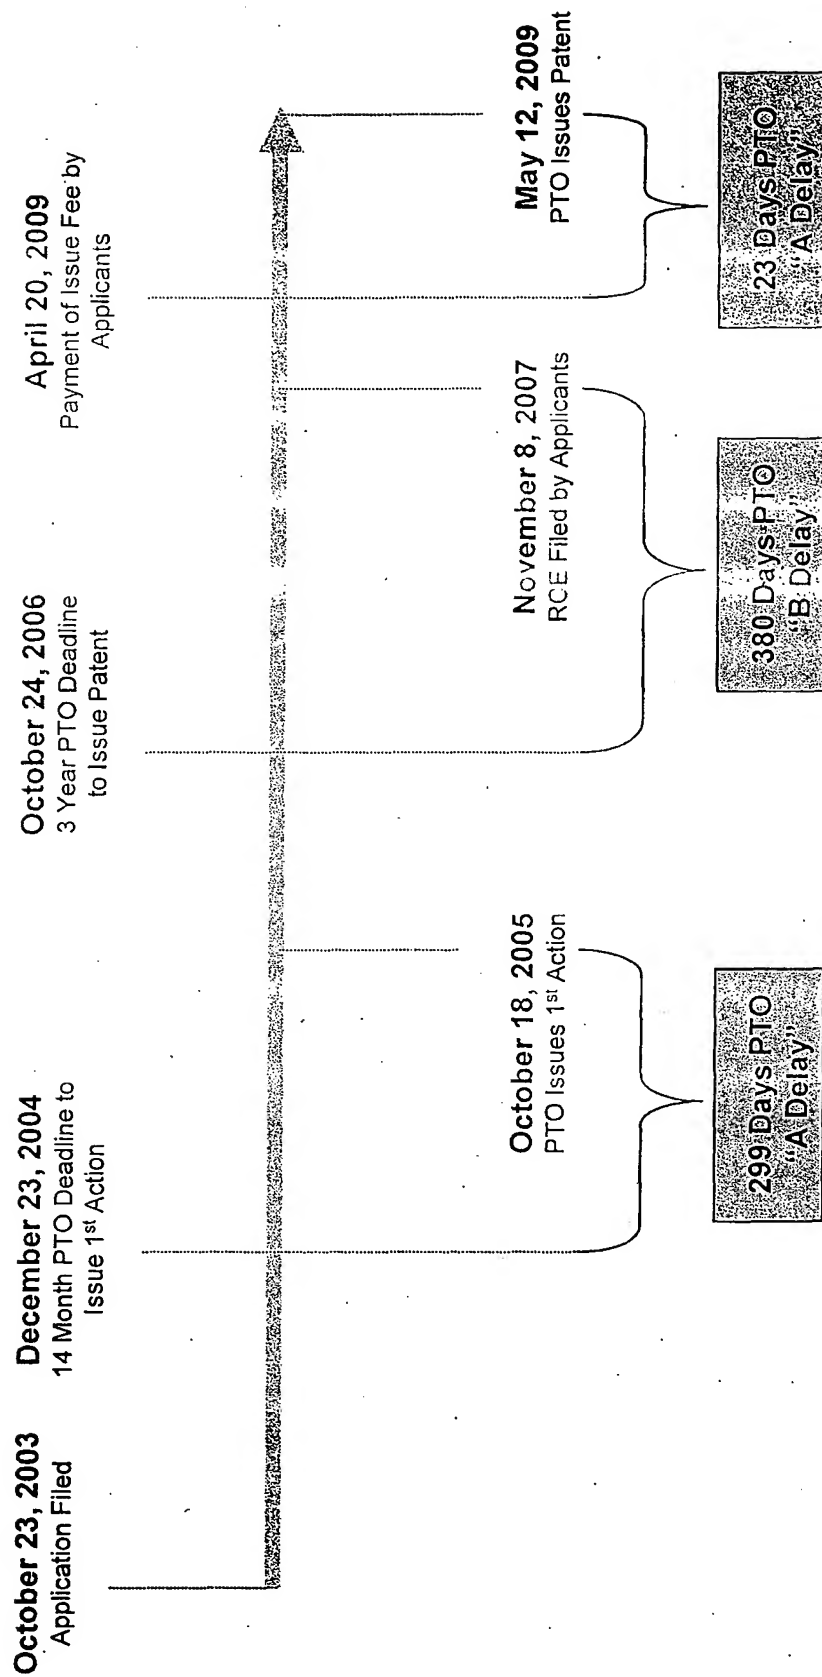 October 23, 2003
Application Filed
December 23, 2004
14 Month PTO Deadline to
Issue 1st Action
October 24, 2006
3 Year PTO Deadline
to Issue Patent
April 20, 2009
Payment of Issue Fee by
Applicants
October 18, 2005
PTO Issues 1st Action
November 8, 2007
RCE Filed by Applicants
May 12, 2009
PTO Issues Patent
299 Days PTO
“A Delay”
380 Days PTO
“B Delay”
23 Days PTO
“A Delay”